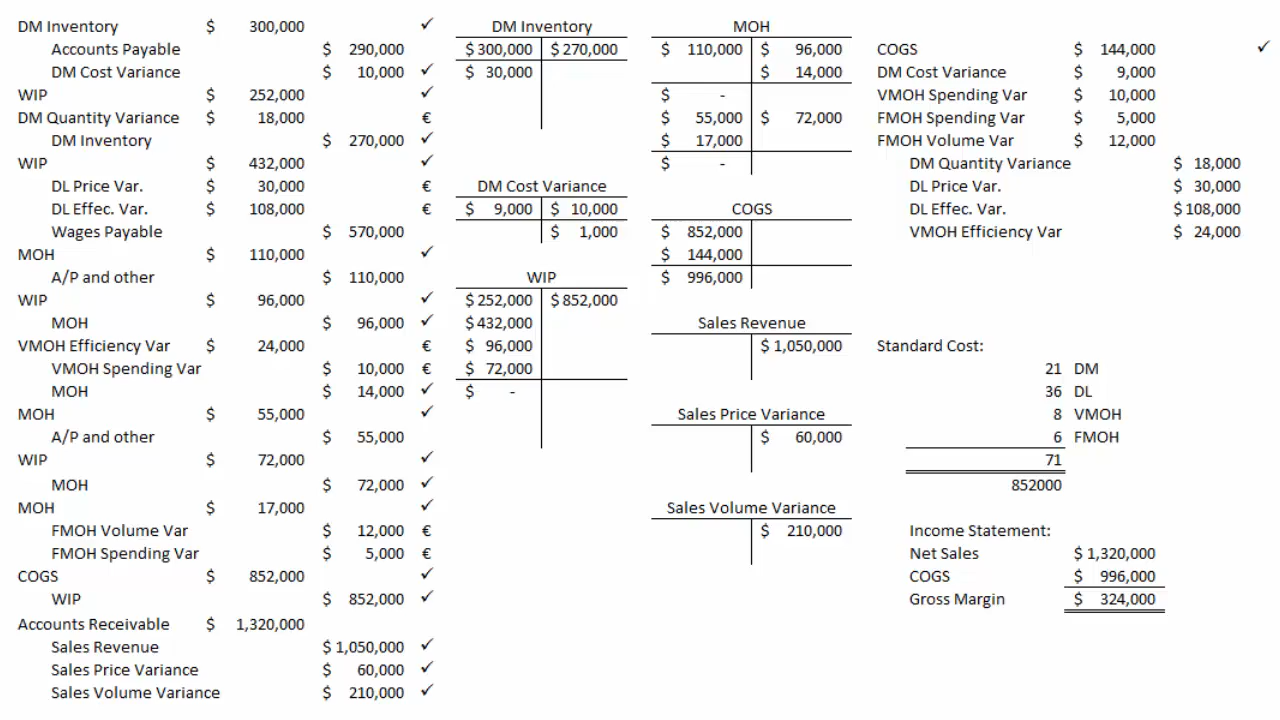 DM Inventory $ 300,000 ✓
Accounts Payable $ 290,000
DM Cost Variance $ 10,000 ✓
WIP $ 252,000 ✓
DM Quantity Variance $ 18,000 €
DM Inventory $ 270,000 ✓
WIP $ 432,000 ✓
DL Price Var. $ 30,000 €
DL Effec. Var. $ 108,000 €
Wages Payable $ 570,000
MOH $ 110,000 ✓
A/P and other $ 110,000
WIP $ 96,000 ✓
MOH $ 96,000 ✓
VMOH Efficiency Var $ 24,000 €
VMOH Spending Var $ 10,000 €
MOH $ 14,000 ✓
MOH $ 55,000 ✓
A/P and other $ 55,000
WIP $ 72,000 ✓
MOH $ 72,000 ✓
MOH $ 17,000 ✓
FMOH Volume Var $ 12,000 €
FMOH Spending Var $ 5,000 €
COGS $ 852,000 ✓
WIP $ 852,000 ✓
Accounts Receivable $ 1,320,000
Sales Revenue $ 1,050,000 ✓
Sales Price Variance $ 60,000 ✓
Sales Volume Variance $ 210,000 ✓
DM Inventory
$ 300,000 $ 270,000
$ 30,000
DM Cost Variance
$ 9,000 $ 10,000
$ 1,000
WIP
$ 252,000 $ 852,000
$ 432,000
$ 96,000
$ 72,000
$ -
MOH
$ 110,000 $ 96,000
$ 14,000
$ -
$ 55,000 $ 72,000
$ 17,000
$ -
COGS
$ 852,000
$ 144,000
$ 996,000
Sales Revenue
$ 1,050,000
Sales Price Variance
$ 60,000
Sales Volume Variance
$ 210,000
COGS $ 144,000 ✓
DM Cost Variance $ 9,000
VMOH Spending Var $ 10,000
FMOH Spending Var $ 5,000
FMOH Volume Var $ 12,000
DM Quantity Variance $ 18,000
DL Price Var. $ 30,000
DL Effec. Var. $ 108,000
VMOH Efficiency Var $ 24,000
Standard Cost:
21 DM
36 DL
8 VMOH
6 FMOH
71
852000
Income Statement:
Net Sales $ 1,320,000
COGS $ 996,000
Gross Margin $ 324,000